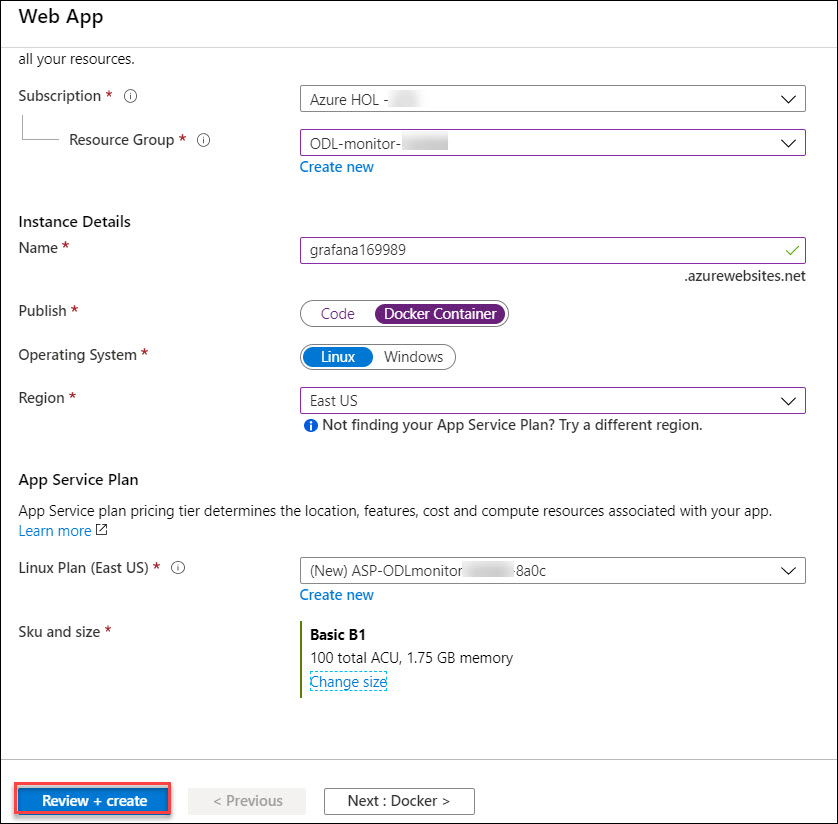 Web App
all your resources.
Subscription *
Azure HOL -
Resource Group *
ODL-monitor-
Create new
Instance Details
Name *
grafana169989
.azurewebsites.net
Publish *
Code Docker Container
Operating System *
Linux Windows
Region *
East US
Not finding your App Service Plan? Try a different region.
App Service Plan
App Service plan pricing tier determines the location, features, cost and compute resources associated with your app.
Learn more
Linux Plan (East US) *
(New) ASP-ODLmonitor -8a0c
Create new
Sku and size *
Basic B1
100 total ACU, 1.75 GB memory
Change size
Review + create < Previous Next : Docker >